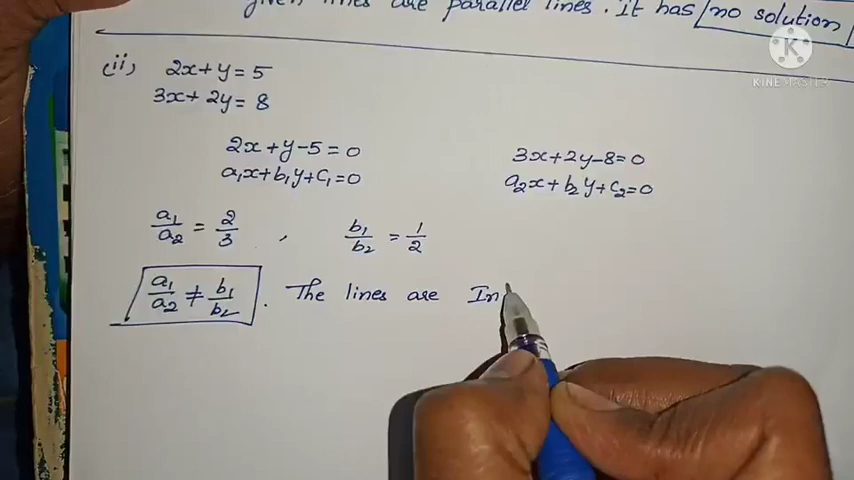 given lines are parallel lines. It has no solution
KINEMASTER
(ii) 2x+y=5
3x+2y=8
2x+y-5=0 3x+2y-8=0
a₁x+b₁y+c₁=0 a₂x+b₂y+c₂=0
a₁/a₂ = 2/3 , b₁/b₂ = 1/2
a₁/a₂ ≠ b₁/b₂ . The lines are In